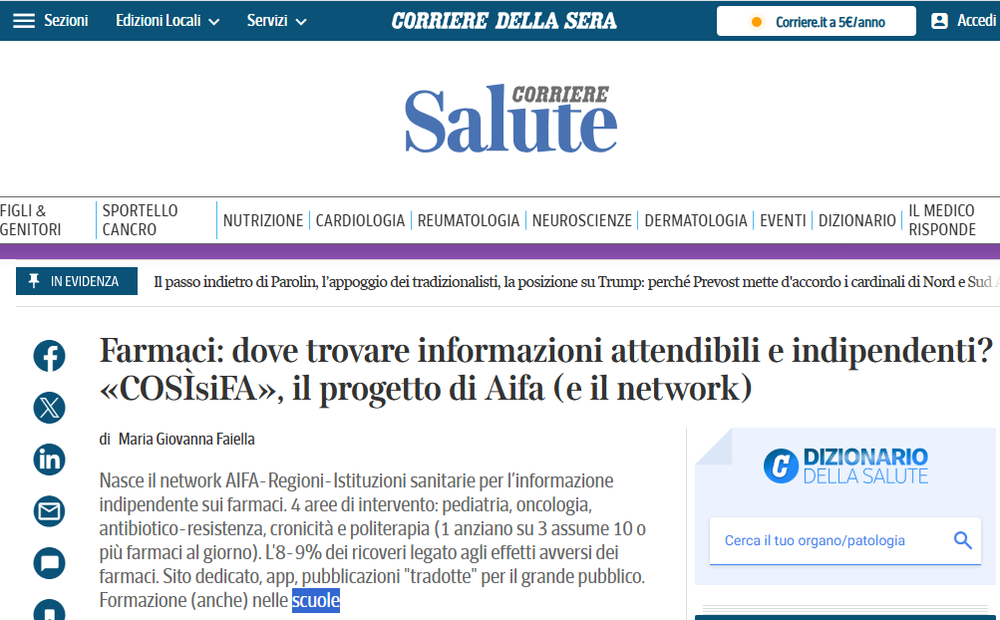 Sezioni Edizioni Locali Servizi CORRIERE DELLA SERA Corriere.it a 5€/anno Accedi
CORRIERE
Salute
FIGLI &
GENITORI
SPORTELLO
CANCRO
NUTRIZIONE CARDIOLOGIA REUMATOLOGIA NEUROSCIENZE DERMATOLOGIA EVENTI DIZIONARIO
IL MEDICO
RISPONDE
IN EVIDENZA Il passo indietro di Parolin, l'appoggio dei tradizionalisti, la posizione su Trump: perché Prevost mette d'accordo i cardinali di Nord e Sud A
Farmaci: dove trovare informazioni attendibili e indipendenti?
«COSÌsiFA», il progetto di Aifa (e il network)
di Maria Giovanna Faiella
Nasce il network AIFA-Regioni-Istituzioni sanitarie per l'informazione
indipendente sui farmaci. 4 aree di intervento: pediatria, oncologia,
antibiotico-resistenza, cronicità e politerapia (1 anziano su 3 assume 10 o
più farmaci al giorno). L'8-9% dei ricoveri legato agli effetti avversi dei
farmaci. Sito dedicato, app, pubblicazioni "tradotte" per il grande pubblico.
Formazione (anche) nelle scuole
C DIZIONARIO
DELLA SALUTE
Cerca il tuo organo/patologia